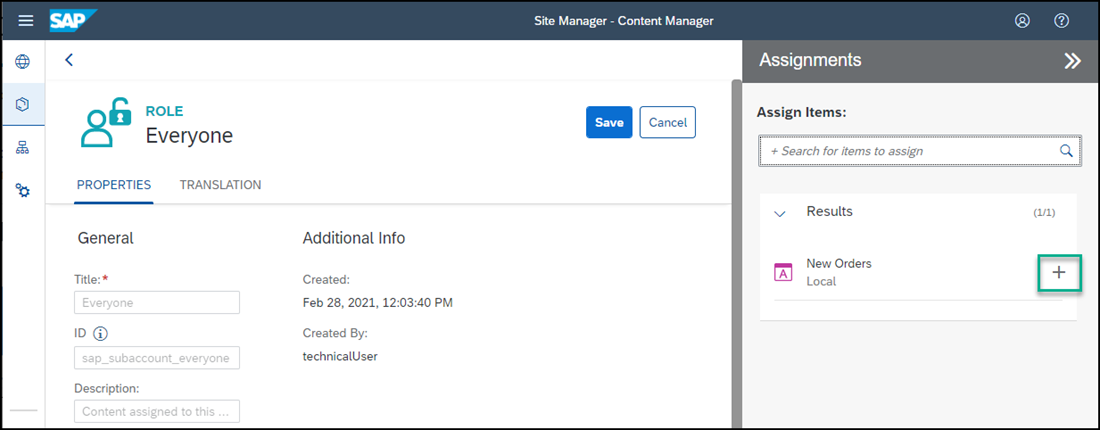 SAP
Site Manager - Content Manager
ROLE
Everyone
Save
Cancel
PROPERTIES
TRANSLATION
General
Additional Info
Title:*
Everyone
Created:
Feb 28, 2021, 12:03:40 PM
ID
sap_subaccount_everyone
Created By:
technicalUser
Description:
Content assigned to this ...
Assignments
Assign Items:
+ Search for items to assign
Results
(1/1)
A
New Orders
Local